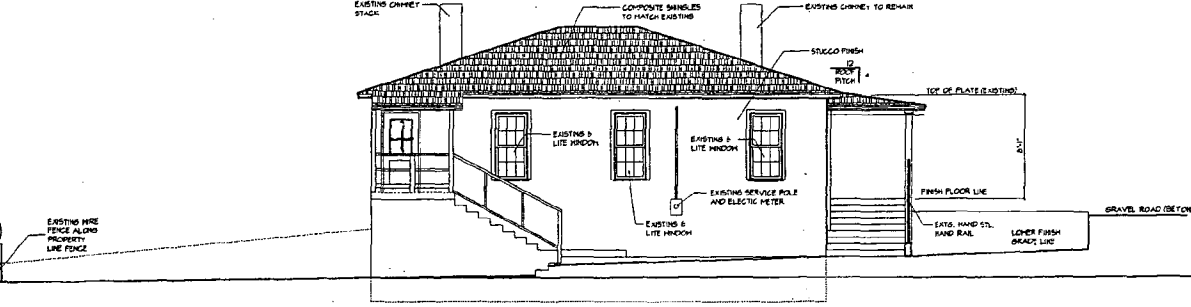 EXISTING CHIMNEY
STACK
COMPOSITE SHINGLES
TO MATCH EXISTING
EXISTING CHIMNEY TO REMAIN
STUCCO FINISH
12
ROOF
PITCH
4
TOP OF PLATE (EXISTING)
EXISTING 6
LITE WINDOW
EXISTING 6
LITE WINDOW
EXISTING SERVICE POLE
AND ELECTIC METER
EXISTING 6
LITE WINDOW
FINISH FLOOR LINE
EXISTING WIRE
FENCE ALONG
PROPERTY
LINE FENCE
EXTG. HAND STL.
HAND RAIL
LOWER FINISH
GRADE LINE
GRAVEL ROAD (BEYON